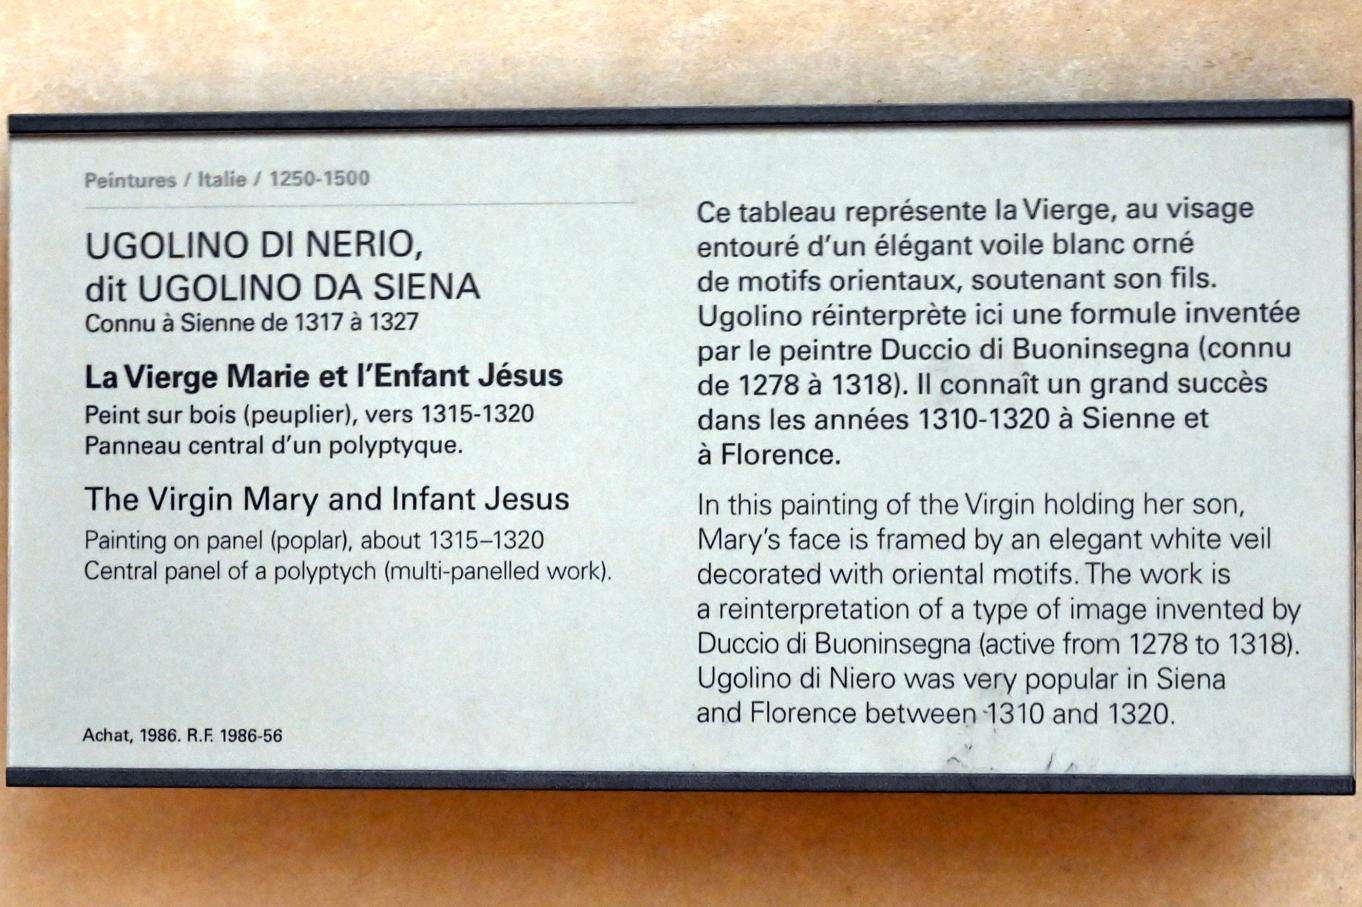 Peintures / Italie / 1250-1500
UGOLINO DI NERIO,
dit UGOLINO DA SIENA
Connu à Sienne de 1317 à 1327
La Vierge Marie et l'Enfant Jésus
Peint sur bois (peuplier), vers 1315-1320
Panneau central d'un polyptyque.
The Virgin Mary and Infant Jesus
Painting on panel (poplar), about 1315–1320
Central panel of a polyptych (multi-panelled work).
Achat, 1986. R.F. 1986-56
Ce tableau représente la Vierge, au visage
entouré d'un élégant voile blanc orné
de motifs orientaux, soutenant son fils.
Ugolino réinterprète ici une formule inventée
par le peintre Duccio di Buoninsegna (connu
de 1278 à 1318). Il connaît un grand succès
dans les années 1310-1320 à Sienne et
à Florence.
In this painting of the Virgin holding her son,
Mary's face is framed by an elegant white veil
decorated with oriental motifs. The work is
a reinterpretation of a type of image invented by
Duccio di Buoninsegna (active from 1278 to 1318).
Ugolino di Niero was very popular in Siena
and Florence between 1310 and 1320.